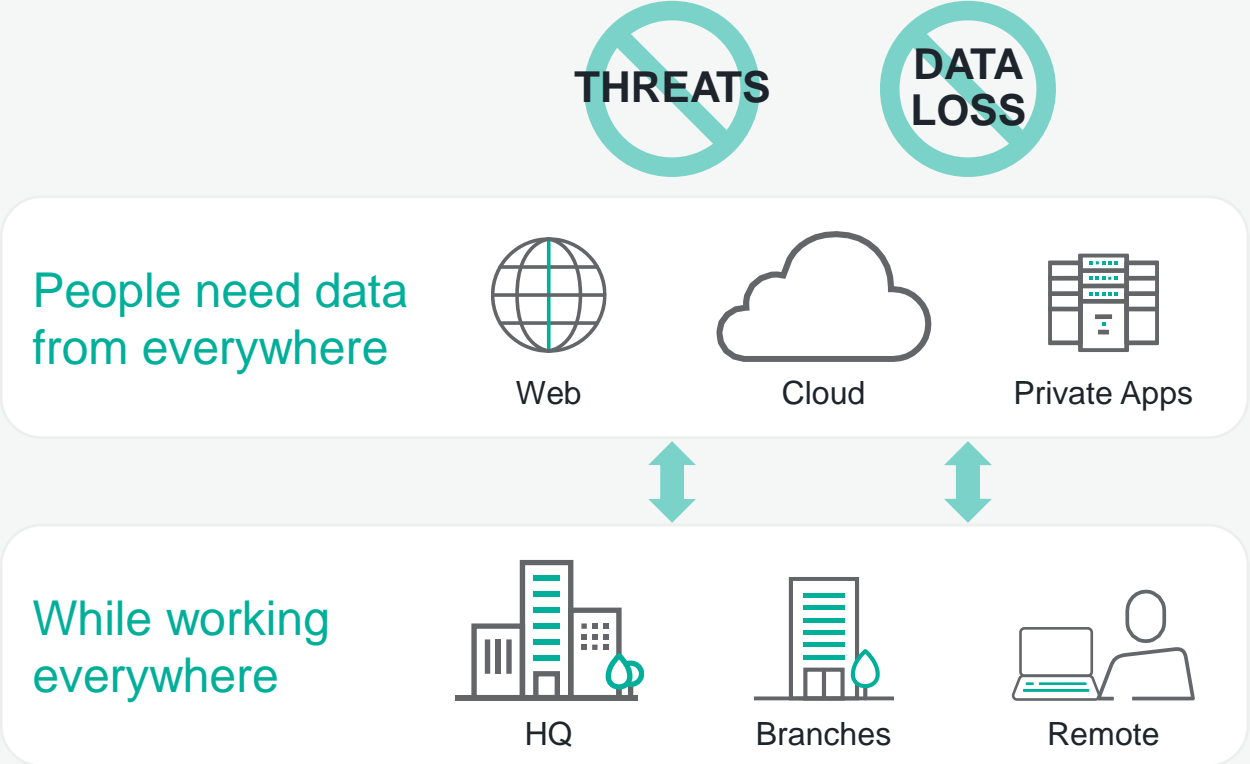 THREATS
DATA
LOSS
People need data
from everywhere
Web
Cloud
Private Apps
While working
everywhere
HQ
Branches
Remote